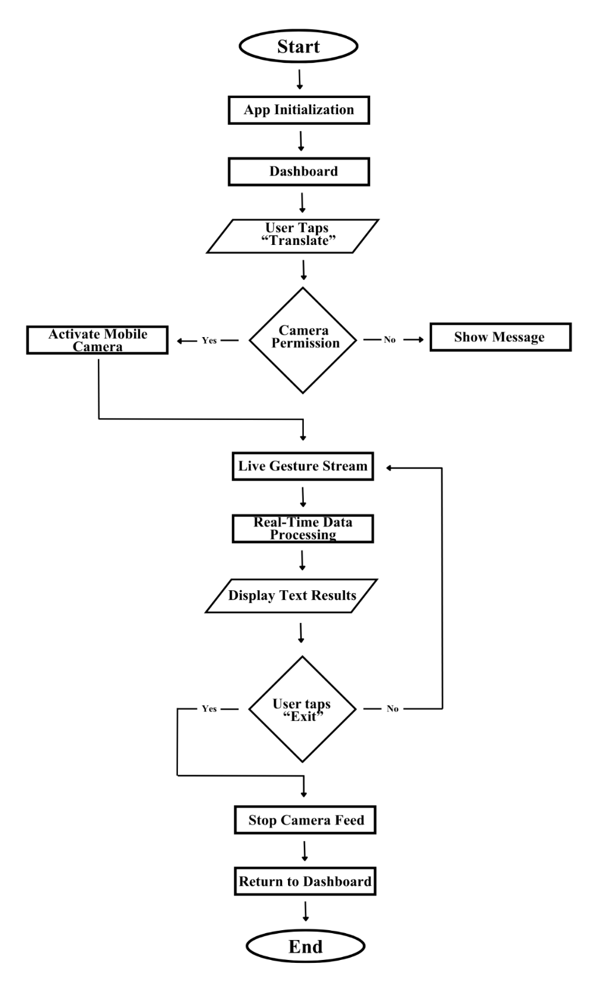 Start
App Initialization
Dashboard
User Taps
“Translate”
Camera
Permission
Yes
No
Activate Mobile
Camera
Show Message
Live Gesture Stream
Real-Time Data
Processing
Display Text Results
User taps
“Exit”
Yes
No
Stop Camera Feed
Return to Dashboard
End